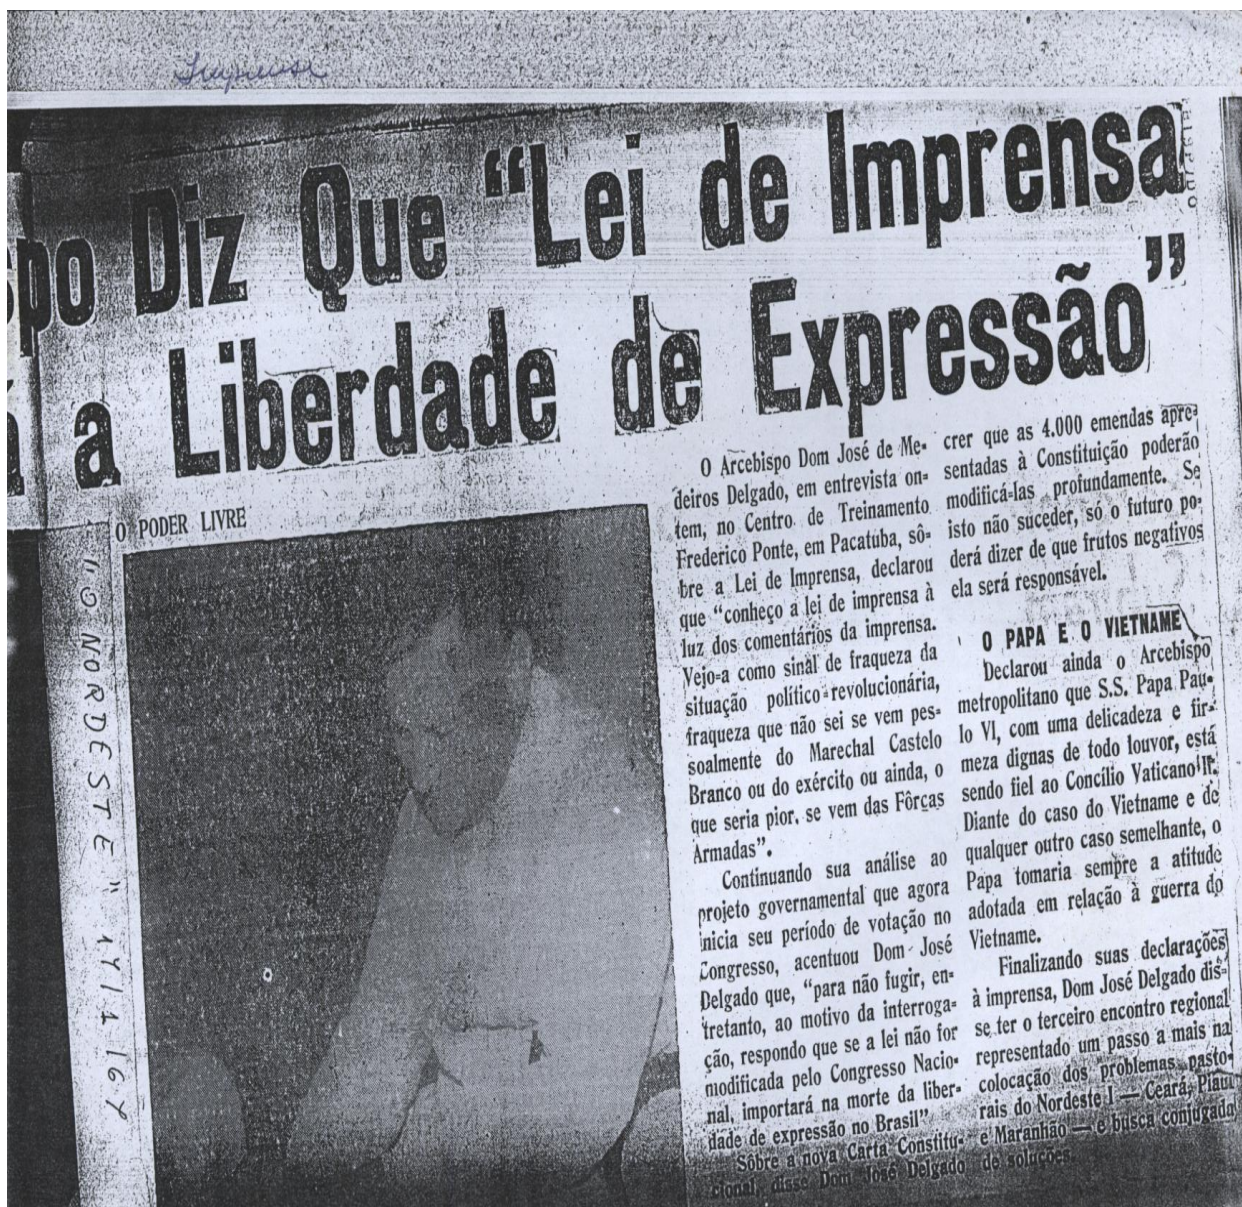 Imprensa
po Diz Que “Lei de Imprensa
a Liberdade de Expressão”
O PODER LIVRE
"O NORDESTE"
O Arcebispo Dom José de Me-
deiros Delgado, em entrevista on-
tem, no Centro de Treinamento
Frederico Ponte, em Pacatuba, sô-
bre a Lei de Imprensa, declarou
que “conheço a lei de imprensa à
luz dos comentários da imprensa.
Vejo-a como sinal de fraqueza da
situação político-revolucionária,
fraqueza que não sei se vem pes-
soalmente do Marechal Castelo
Branco ou do exército ou ainda, o
que seria pior, se vem das Fôrças
Armadas”.
Continuando sua análise ao
projeto governamental que agora
inicia seu período de votação no
Congresso, acentuou Dom José
Delgado que, “para não fugir, en-
tretanto, ao motivo da interroga-
ção, respondo que se a lei não for
modificada pelo Congresso Nacio-
nal, importará na morte da liber-
dade de expressão no Brasil”
Sôbre a nova Carta Constitu-
cional, disse Dom José Delgado
crer que as 4.000 emendas apre-
sentadas à Constituição poderão
modificá-las profundamente. Se
isto não suceder, só o futuro po-
derá dizer de que frutos negativos
ela será responsável.
O PAPA E O VIETNAME
Declarou ainda o Arcebispo
metropolitano que S.S. Papa Pau-
lo VI, com uma delicadeza e fir-
meza dignas de todo louvor, está
sendo fiel ao Concílio Vaticano II.
Diante do caso do Vietname e de
qualquer outro caso semelhante, o
Papa tomaria sempre a atitude
adotada em relação à guerra do
Vietname.
Finalizando suas declarações
à imprensa, Dom José Delgado dis-
se ter o terceiro encontro regional
representado um passo a mais na
colocação dos problemas pasto-
rais do Nordeste I — Ceará, Piauí
e Maranhão — e busca conjugada
de soluções.